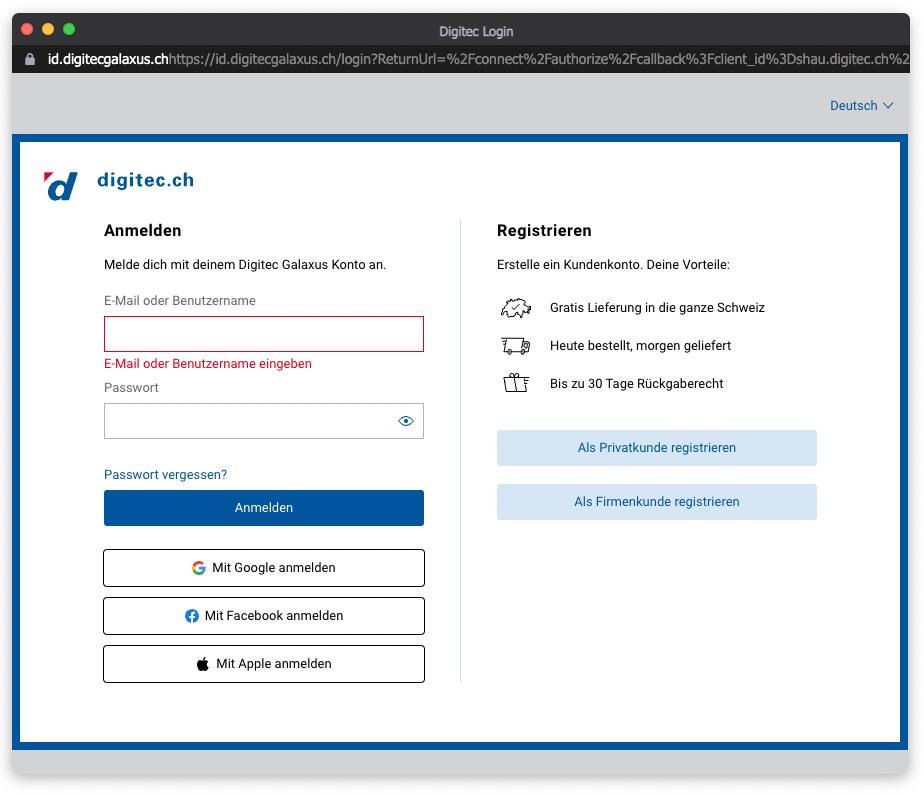 Digitec Login
id.digitecgalaxus.chhttps://id.digitecgalaxus.ch/login?ReturnUrl=%2Fconnect%2Fauthorize%2Fcallback%3Fclient_id%3Dshau.digitec.ch%2
Deutsch
digitec.ch
Anmelden
Melde dich mit deinem Digitec Galaxus Konto an.
E-Mail oder Benutzername
E-Mail oder Benutzername eingeben
Passwort
Passwort vergessen?
Anmelden
Mit Google anmelden
Mit Facebook anmelden
Mit Apple anmelden
Registrieren
Erstelle ein Kundenkonto. Deine Vorteile:
Gratis Lieferung in die ganze Schweiz
Heute bestellt, morgen geliefert
Bis zu 30 Tage Rückgaberecht
Als Privatkunde registrieren
Als Firmenkunde registrieren